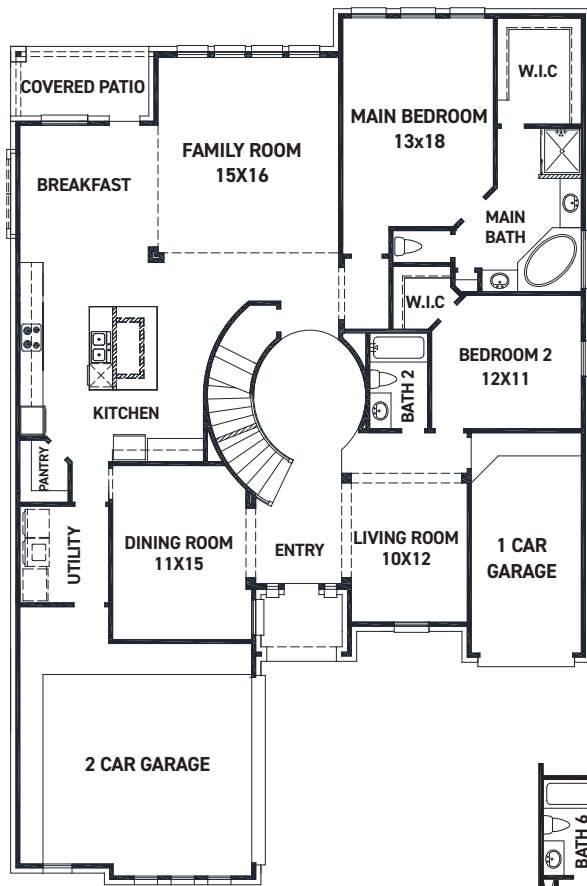 COVERED PATIO
FAMILY ROOM
15X16
MAIN BEDROOM
13x18
W.I.C
BREAKFAST
MAIN
BATH
W.I.C
BEDROOM 2
12X11
BATH 2
KITCHEN
PANTRY
UTILITY
DINING ROOM
11X15
ENTRY
LIVING ROOM
10X12
1 CAR
GARAGE
2 CAR GARAGE
BATH 6